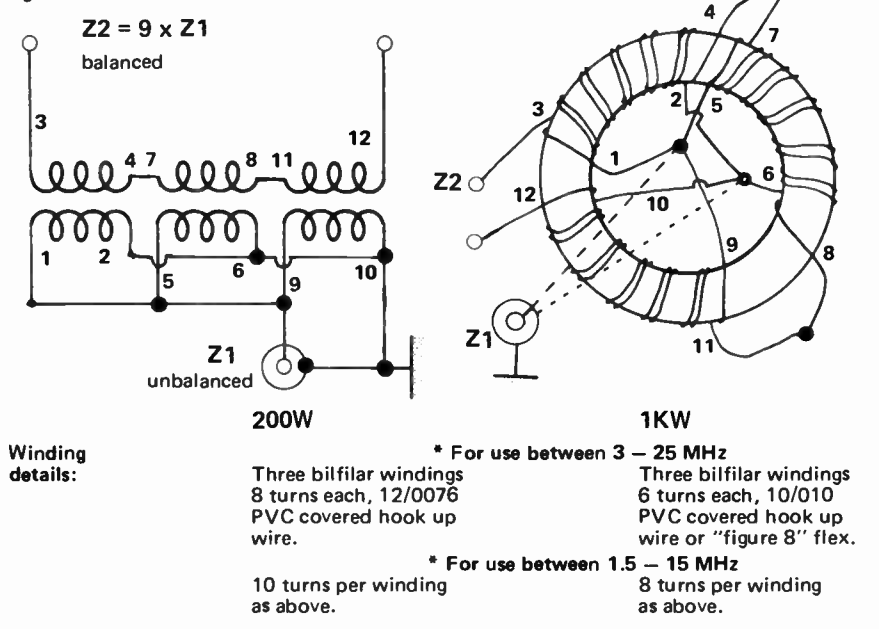 Z2 = 9 x Z1
balanced
3
4 7
8 11
12
1
2
5
6
9
10
Z1
unbalanced
4
7
3
2
5
1
6
Z2
12
10
9
8
Z1
11
200W
1KW
Winding
details:
* For use between 3 – 25 MHz
Three bilfilar windings
8 turns each, 12/0076
PVC covered hook up
wire.
Three bilfilar windings
6 turns each, 10/010
PVC covered hook up
wire or "figure 8" flex.
* For use between 1.5 – 15 MHz
10 turns per winding
as above.
8 turns per winding
as above.